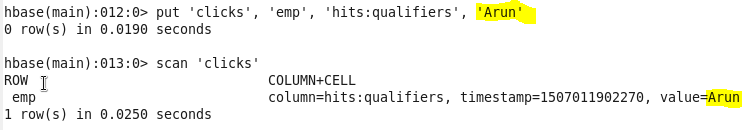 hbase(main):012:0> put 'clicks', 'emp', 'hits:qualifiers', 'Arun'
0 row(s) in 0.0190 seconds
hbase(main):013:0> scan 'clicks'
ROW COLUMN+CELL
emp column=hits:qualifiers, timestamp=1507011902270, value=Arun
1 row(s) in 0.0250 seconds